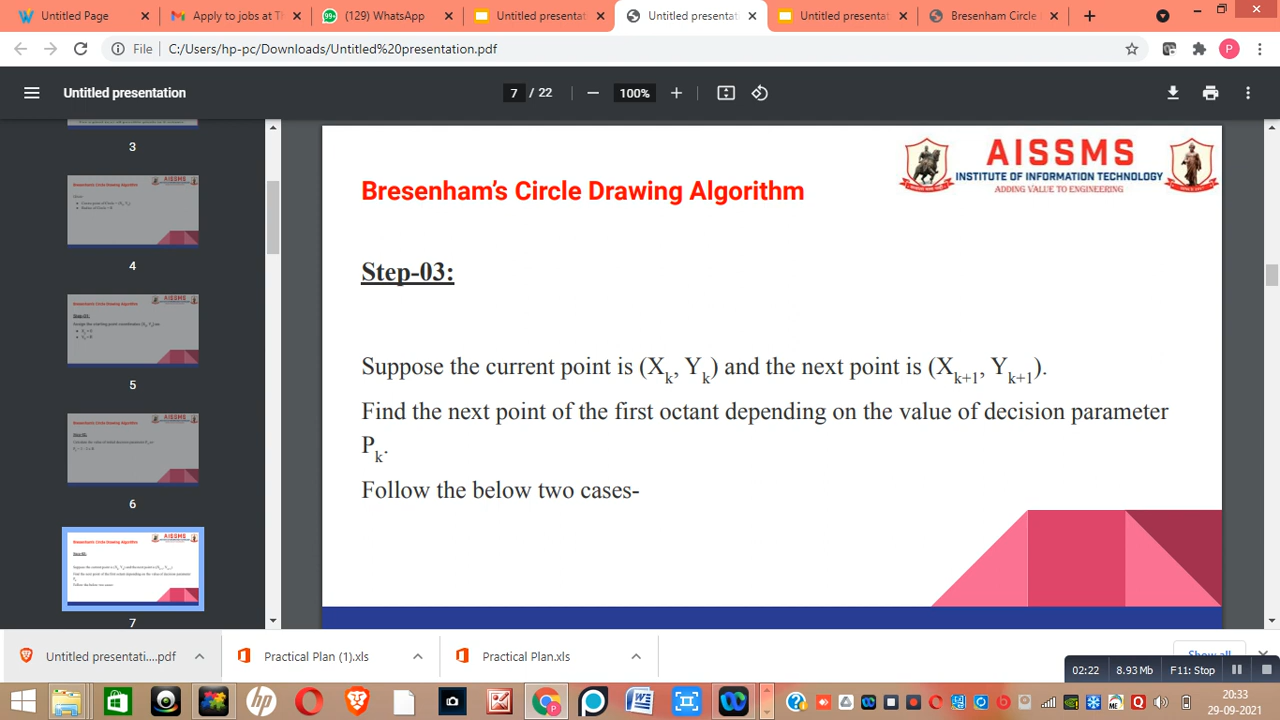 Untitled Page
Apply to jobs at T
(129) WhatsApp
Untitled presentat
Untitled presentat
Untitled presentat
Bresenham Circle
File
C:/Users/hp-pc/Downloads/Untitled%20presentation.pdf
P
Untitled presentation
7 / 22
100%
3
4
5
6
7
AISSMS
INSTITUTE OF INFORMATION TECHNOLOGY
ADDING VALUE TO ENGINEERING
Bresenham's Circle Drawing Algorithm
Step-03:
Suppose the current point is (Xk, Yk) and the next point is (Xk+1, Yk+1).
Find the next point of the first octant depending on the value of decision parameter
Pk.
Follow the below two cases-
Untitled presentati....pdf
Practical Plan (1).xls
Practical Plan.xls
Show all
02:22
8.93 Mb
F11: Stop
20:33
29-09-2021